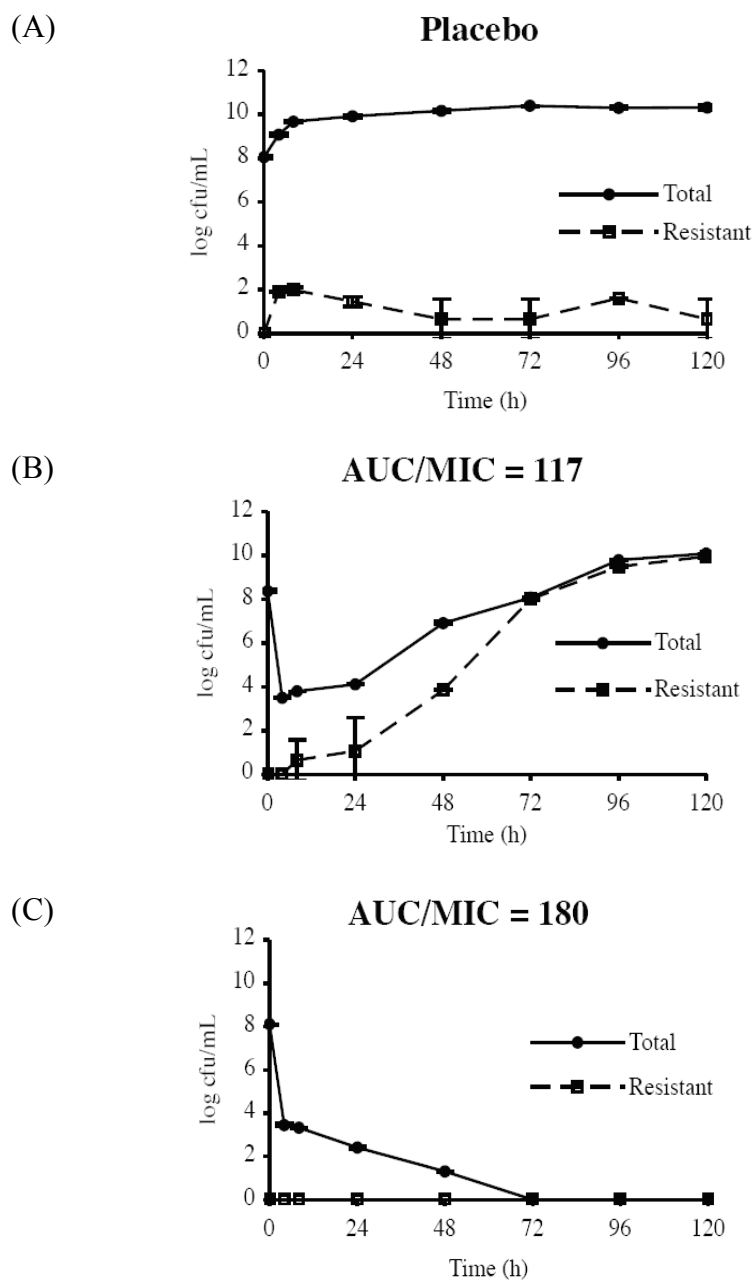 (A)
Placebo
12
10
8
6
4
2
0
log cfu/mL
Total
Resistant
0 24 48 72 96 120
Time (h)
(B)
AUC/MIC = 117
12
10
8
6
4
2
0
log cfu/mL
Total
Resistant
0 24 48 72 96 120
Time (h)
(C)
AUC/MIC = 180
12
10
8
6
4
2
0
log cfu/mL
Total
Resistant
0 24 48 72 96 120
Time (h)